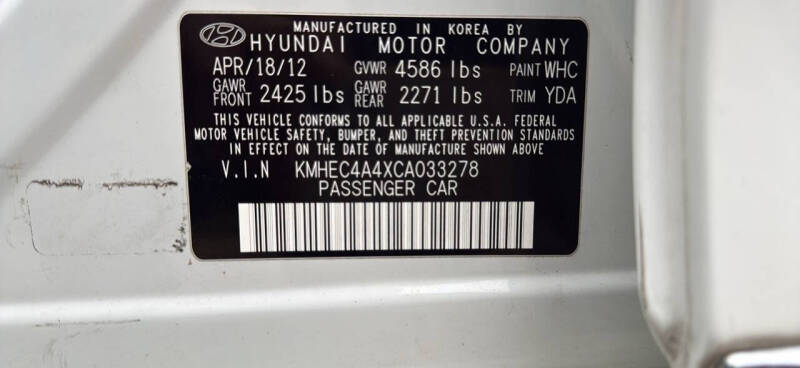 MANUFACTURED IN KOREA BY
HYUNDAI MOTOR COMPANY
APR/18/12 GVWR 4586 lbs PAINT WHC
GAWR FRONT 2425 lbs GAWR REAR 2271 lbs TRIM YDA
THIS VEHICLE CONFORMS TO ALL APPLICABLE U.S.A. FEDERAL
MOTOR VEHICLE SAFETY, BUMPER, AND THEFT PREVENTION STANDARDS
IN EFFECT ON THE DATE OF MANUFACTURE SHOWN ABOVE
V.I.N KMHEC4A4XCA033278
PASSENGER CAR